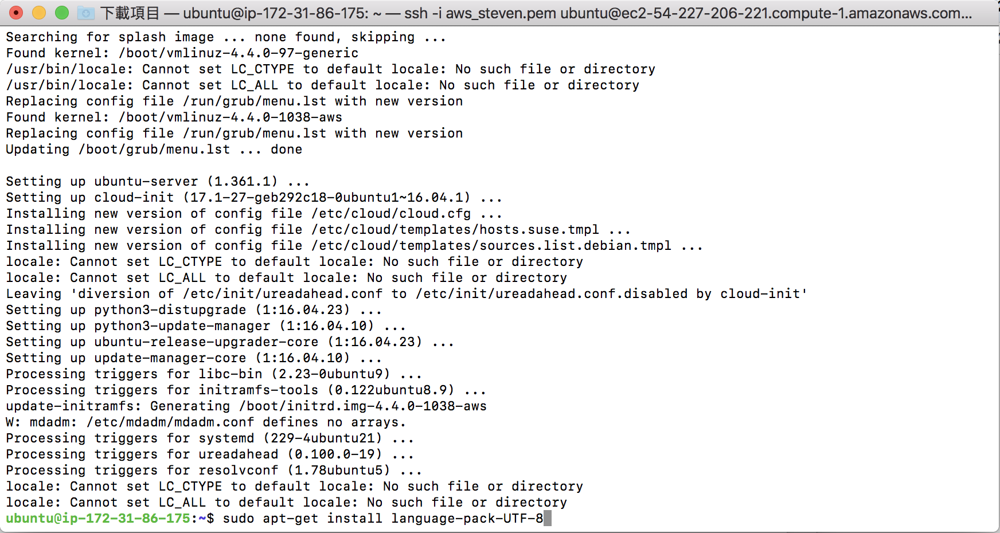 下載項目 — ubuntu@ip-172-31-86-175: ~ — ssh -i aws_steven.pem ubuntu@ec2-54-227-206-221.compute-1.amazonaws.com...
Searching for splash image ... none found, skipping ...
Found kernel: /boot/vmlinuz-4.4.0-97-generic
/usr/bin/locale: Cannot set LC_CTYPE to default locale: No such file or directory
/usr/bin/locale: Cannot set LC_ALL to default locale: No such file or directory
Replacing config file /run/grub/menu.lst with new version
Found kernel: /boot/vmlinuz-4.4.0-1038-aws
Replacing config file /run/grub/menu.lst with new version
Updating /boot/grub/menu.lst ... done
Setting up ubuntu-server (1.361.1) ...
Setting up cloud-init (17.1-27-geb292c18-0ubuntu1~16.04.1) ...
Installing new version of config file /etc/cloud/cloud.cfg ...
Installing new version of config file /etc/cloud/templates/hosts.suse.tmpl ...
Installing new version of config file /etc/cloud/templates/sources.list.debian.tmpl ...
locale: Cannot set LC_CTYPE to default locale: No such file or directory
locale: Cannot set LC_ALL to default locale: No such file or directory
Leaving 'diversion of /etc/init/ureadahead.conf to /etc/init/ureadahead.conf.disabled by cloud-init'
Setting up python3-distupgrade (1:16.04.23) ...
Setting up python3-update-manager (1:16.04.10) ...
Setting up ubuntu-release-upgrader-core (1:16.04.23) ...
Setting up update-manager-core (1:16.04.10) ...
Processing triggers for libc-bin (2.23-0ubuntu9) ...
Processing triggers for initramfs-tools (0.122ubuntu8.9) ...
update-initramfs: Generating /boot/initrd.img-4.4.0-1038-aws
W: mdadm: /etc/mdadm/mdadm.conf defines no arrays.
Processing triggers for systemd (229-4ubuntu21) ...
Processing triggers for ureadahead (0.100.0-19) ...
Processing triggers for resolvconf (1.78ubuntu5) ...
locale: Cannot set LC_CTYPE to default locale: No such file or directory
locale: Cannot set LC_ALL to default locale: No such file or directory
ubuntu@ip-172-31-86-175:~$ sudo apt-get install language-pack-UTF-8